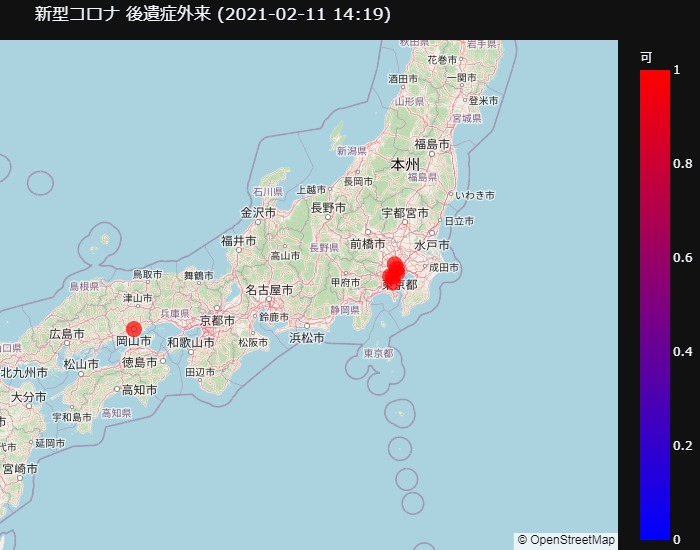 新型コロナ 後遺症外来 (2021-02-11 14:19)
可
1
0.8
0.6
0.4
0.2
0
秋田県
岩手県
花巻市
酒田市
一関市
山形県
登米市
宮城県
福島市
新潟県
本州
福島県
長岡市
石川県
上越市
いわき市
金沢市
長野市
宇都宮市
日立市
福井市
前橋市
水戸市
長野県
高山市
成田市
鳥取市
舞鶴市
甲府市
東京都
島根県
名古屋市
津山市
兵庫県
静岡県
京都市
鈴鹿市
広島市
岡山市
和歌山市
松阪市
浜松市
山口県
東京都
松山市
徳島市
北九州市
田辺市
高知市
大分市
宇和島市
高知県
延岡市
宮崎市
© OpenStreetMap